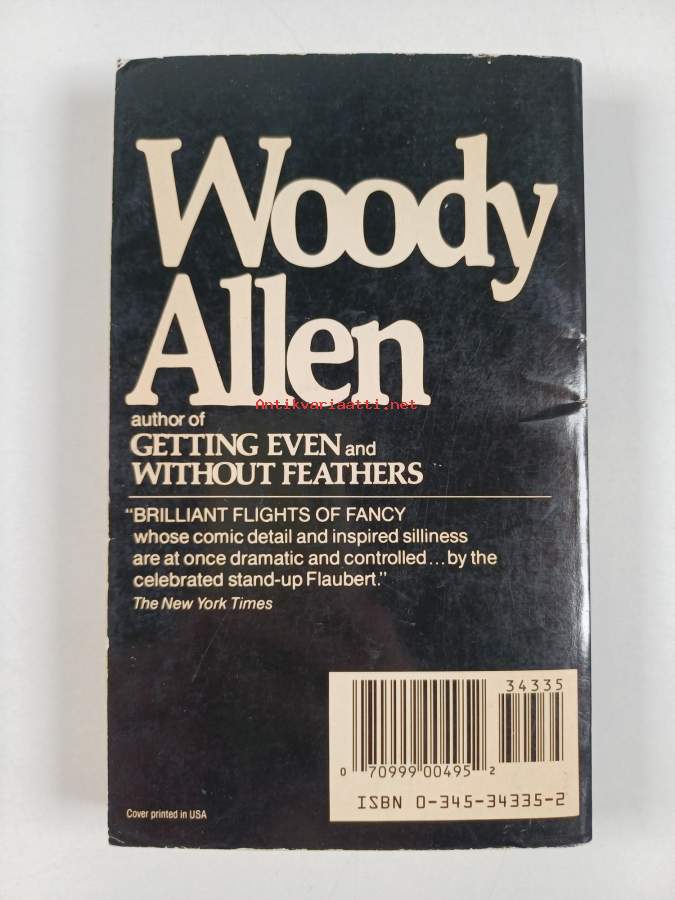 Woody
Allen
Antikvariaatti.net
author of
GETTING EVEN and
WITHOUT FEATHERS
"BRILLIANT FLIGHTS OF FANCY
whose comic detail and inspired silliness
are at once dramatic and controlled...by the
celebrated stand-up Flaubert."
The New York Times
34335
0 70999 00495 2
ISBN 0-345-34335-2
Cover printed in USA